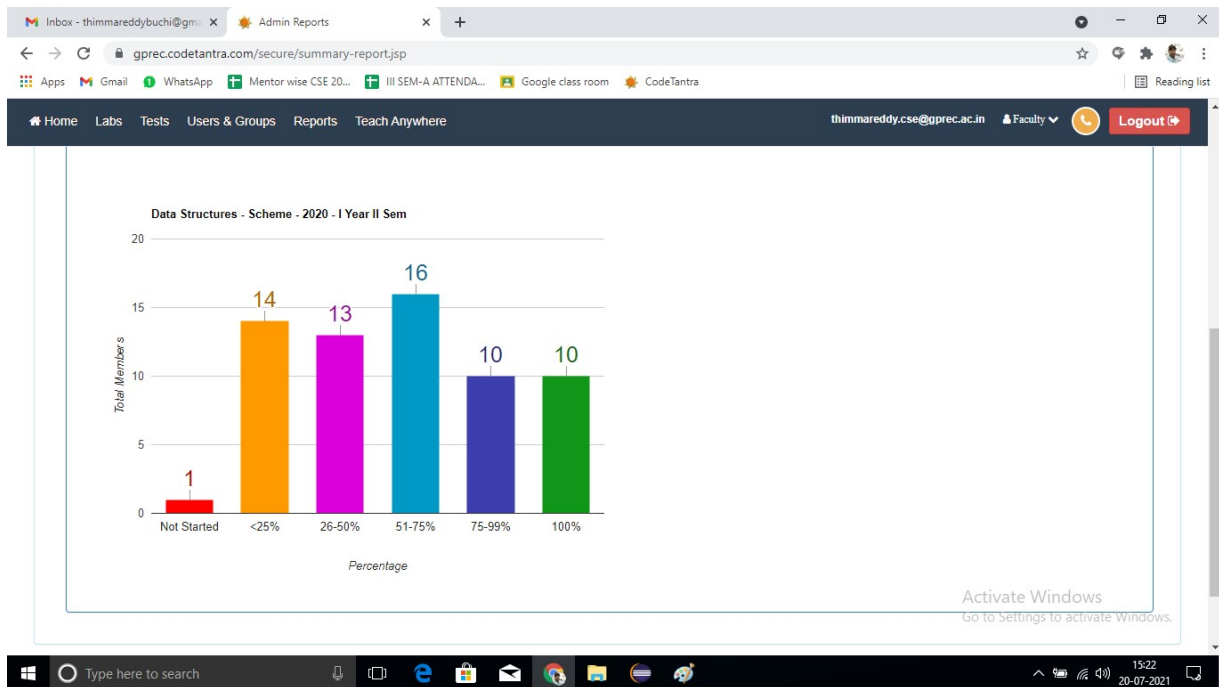 Inbox - thimmareddybuchi@gma
Admin Reports
gprec.codetantra.com/secure/summary-report.jsp
Apps Gmail WhatsApp Mentor wise CSE 20... III SEM-A ATTENDA... Google class room CodeTantra Reading list
Home Labs Tests Users & Groups Reports Teach Anywhere thimmareddy.cse@gprec.ac.in Faculty Logout
Data Structures - Scheme - 2020 - I Year II Sem
20
15
10
5
0
Total Members
1
14
13
16
10
10
Not Started <25% 26-50% 51-75% 75-99% 100%
Percentage
Activate Windows
Go to Settings to activate Windows.
Type here to search
15:22
20-07-2021